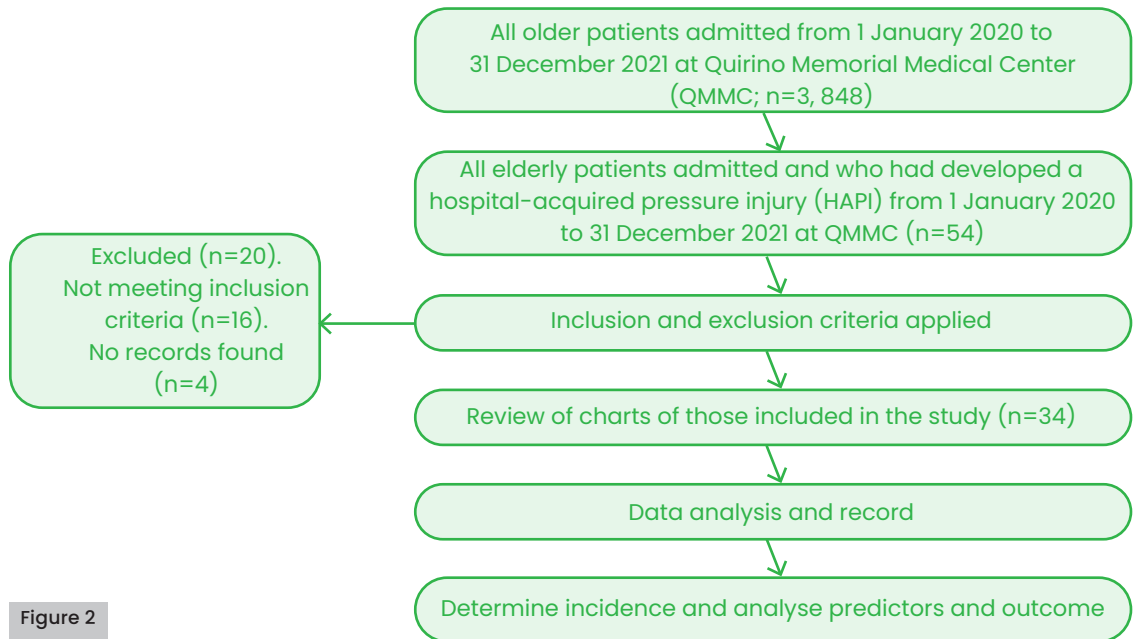 All older patients admitted from 1 January 2020 to
31 December 2021 at Quirino Memorial Medical Center
(QMMC; n=3, 848)
All elderly patients admitted and who had developed a
hospital-acquired pressure injury (HAPI) from 1 January 2020
to 31 December 2021 at QMMC (n=54)
Excluded (n=20).
Not meeting inclusion
criteria (n=16).
No records found
(n=4)
Inclusion and exclusion criteria applied
Review of charts of those included in the study (n=34)
Data analysis and record
Determine incidence and analyse predictors and outcome
Figure 2